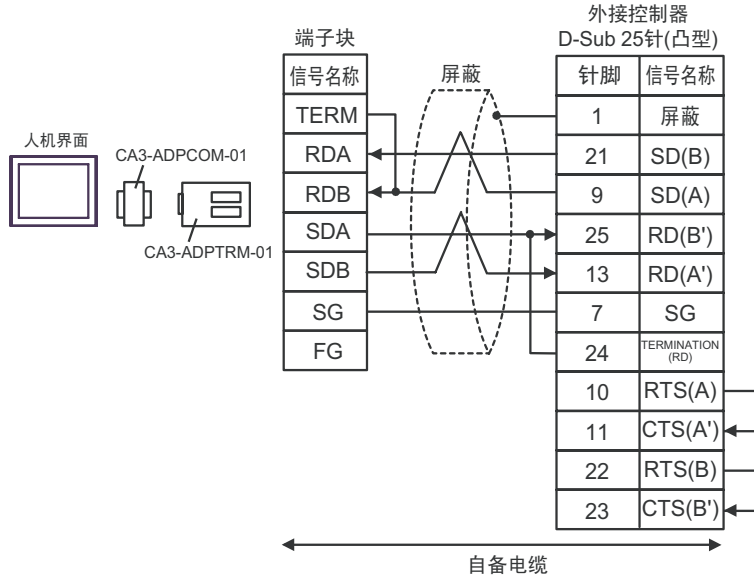 外接控制器
D-Sub 25针(凸型)
端子块
信号名称
TERM
RDA
RDB
SDA
SDB
SG
FG
屏蔽
人机界面
CA3-ADPCOM-01
CA3-ADPTRM-01
针脚 信号名称
1 屏蔽
21 SD(B)
9 SD(A)
25 RD(B')
13 RD(A')
7 SG
24 TERMINATION
(RD)
10 RTS(A)
11 CTS(A')
22 RTS(B)
23 CTS(B')
自备电缆